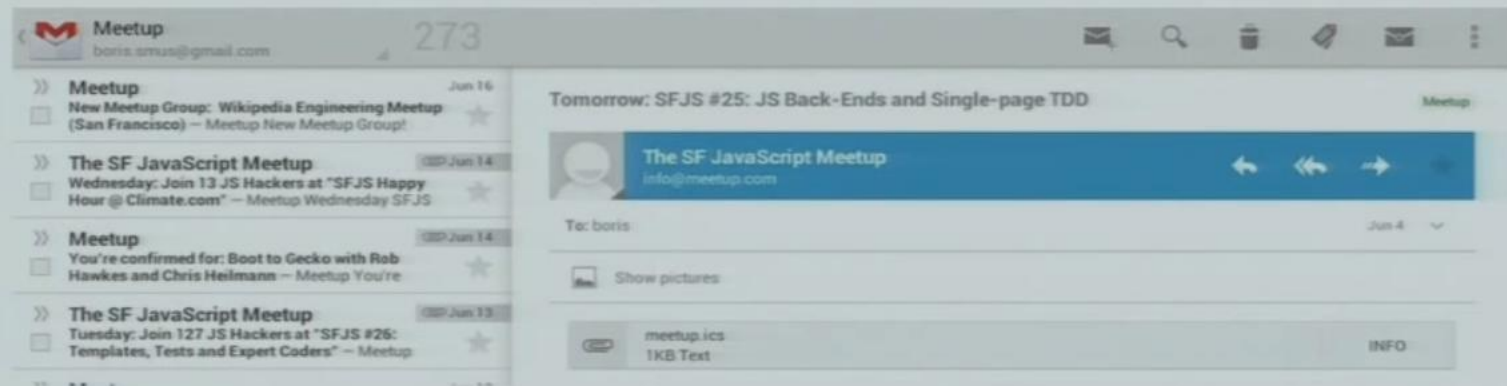 Meetup
boris.smus@gmail.com
273
Meetup
Jun 16
New Meetup Group: Wikipedia Engineering Meetup
(San Francisco) – Meetup New Meetup Group!
The SF JavaScript Meetup
Jun 14
Wednesday: Join 13 JS Hackers at "SFJS Happy
Hour @ Climate.com" – Meetup Wednesday SFJS
Meetup
Jun 14
You're confirmed for: Boot to Gecko with Rob
Hawkes and Chris Heilmann – Meetup You're
The SF JavaScript Meetup
Jun 13
Tuesday: Join 127 JS Hackers at "SFJS #26:
Templates, Tests and Expert Coders" – Meetup
Tomorrow: SFJS #25: JS Back-Ends and Single-page TDD
Meetup
The SF JavaScript Meetup
info@meetup.com
To: boris
Jun 4
Show pictures
meetup.ics
1KB Text
INFO